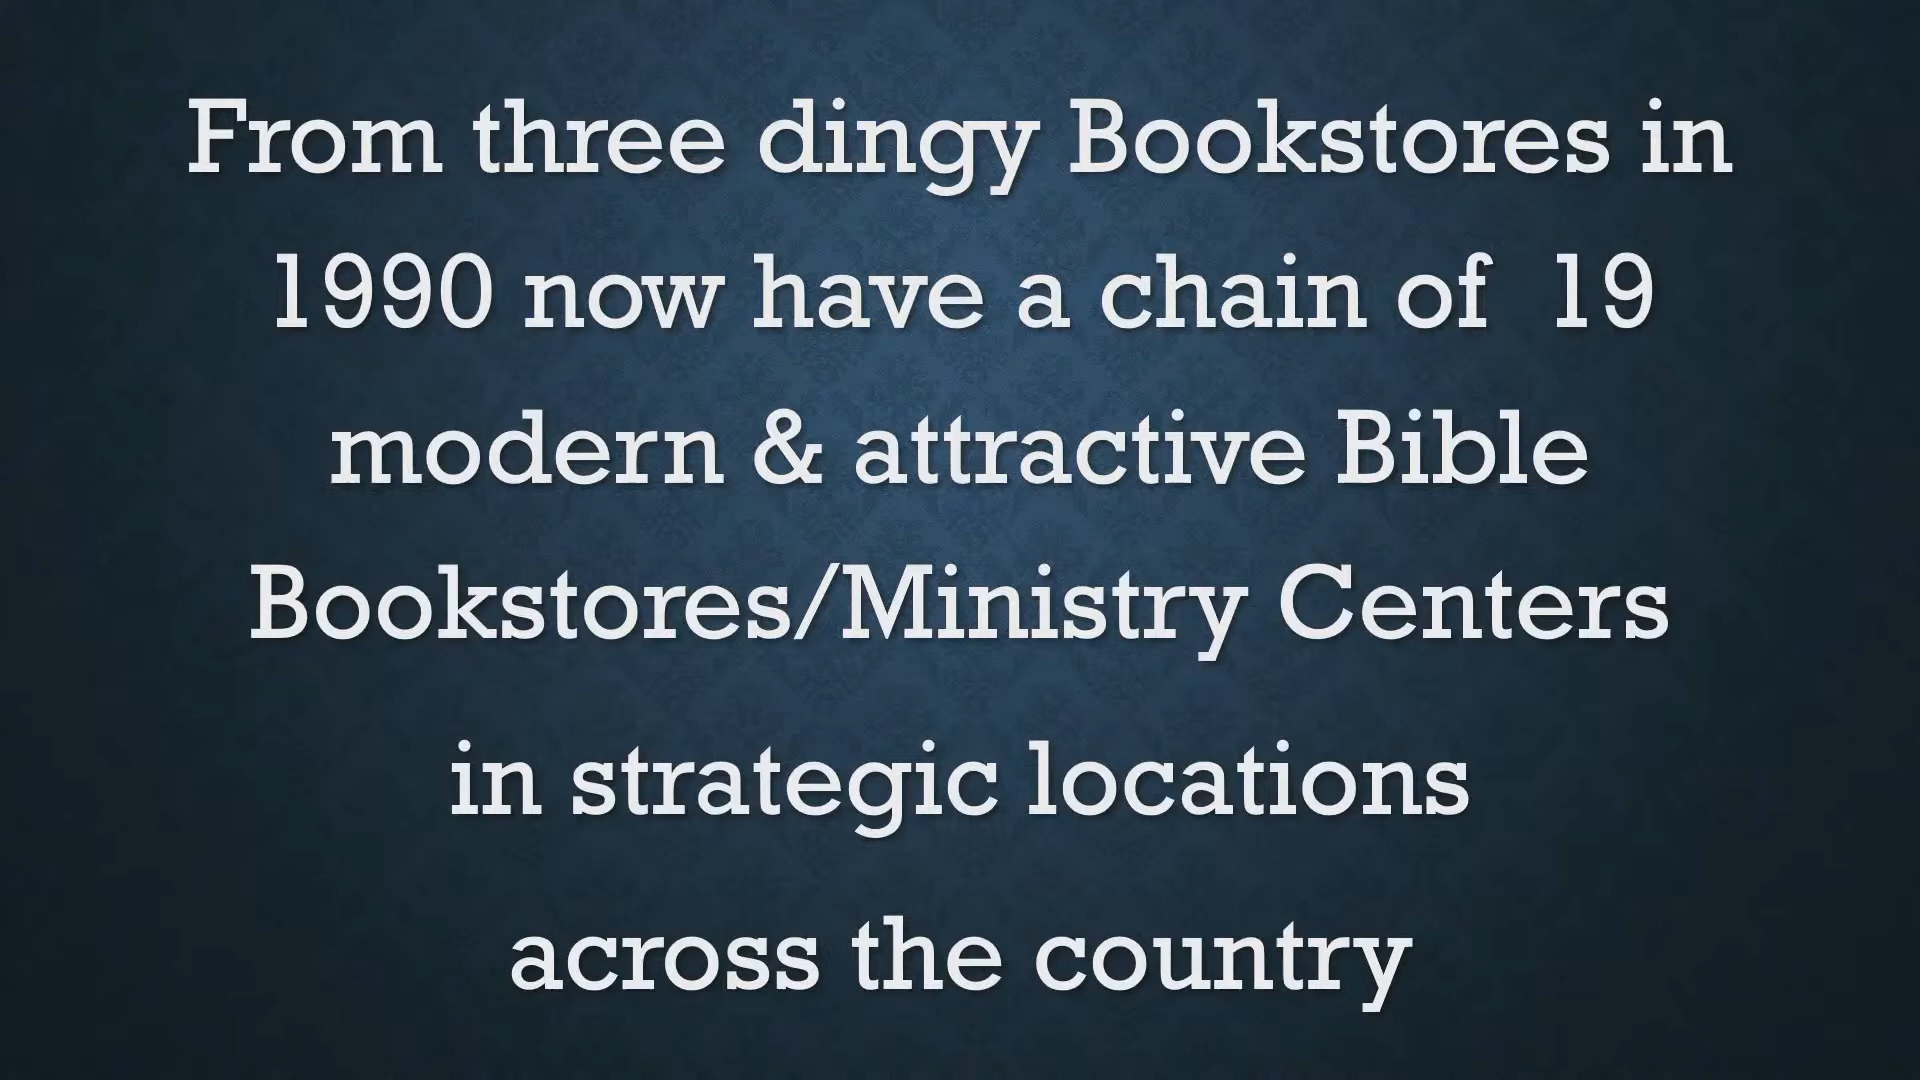 From three dingy Bookstores in
1990 now have a chain of  19
modern & attractive Bible
Bookstores/Ministry Centers
in strategic locations
across the country